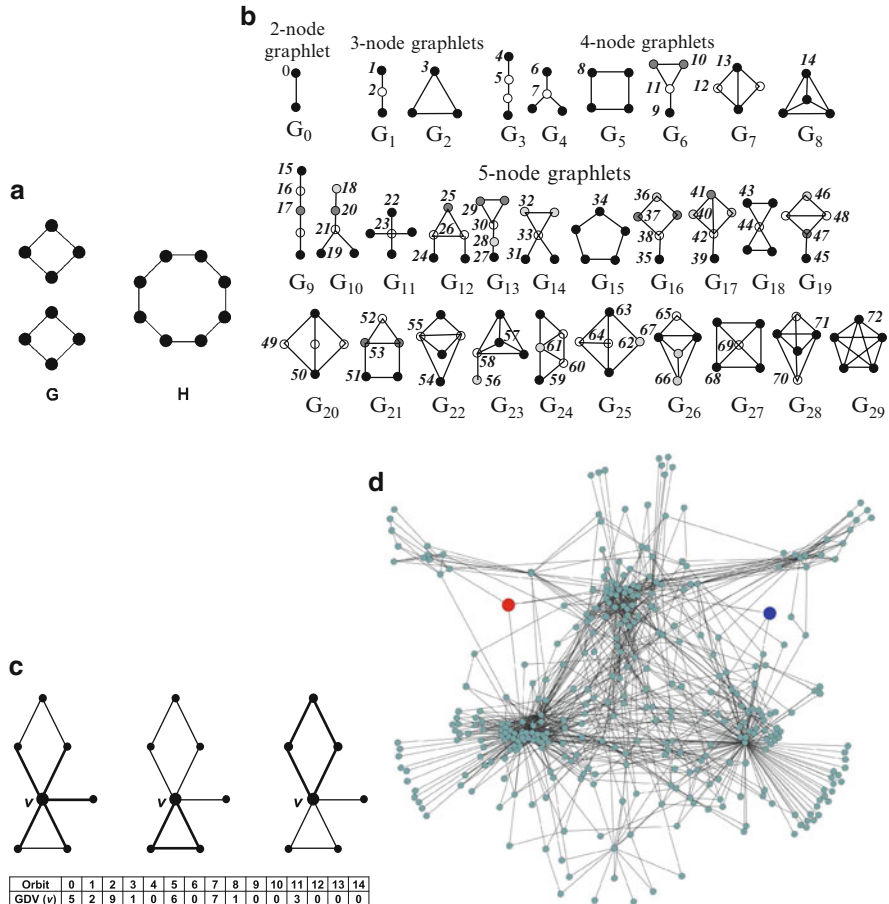 b
2-node
graphlet
3-node graphlets
4-node graphlets
0
1
2
3
4
5
6
7
8
9
10
11
12
13
14
G0
G1
G2
G3
G4
G5
G6
G7
G8
5-node graphlets
15
16
17
18
20
21
19
22
23
25
26
24
29
30
28
27
32
33
31
34
36
37
38
35
41
40
42
39
43
44
46
48
47
45
G9
G10
G11
G12
G13
G14
G15
G16
G17
G18
G19
49
50
52
53
51
55
54
57
58
56
61
60
59
63
64
62
67
65
66
69
68
71
70
72
G20
G21
G22
G23
G24
G25
G26
G27
G28
G29
a
G
H
c
v
v
v
Orbit 0 1 2 3 4 5 6 7 8 9 10 11 12 13 14
GDV (v) 5 2 9 1 0 6 0 7 1 0 0 3 0 0 0
d